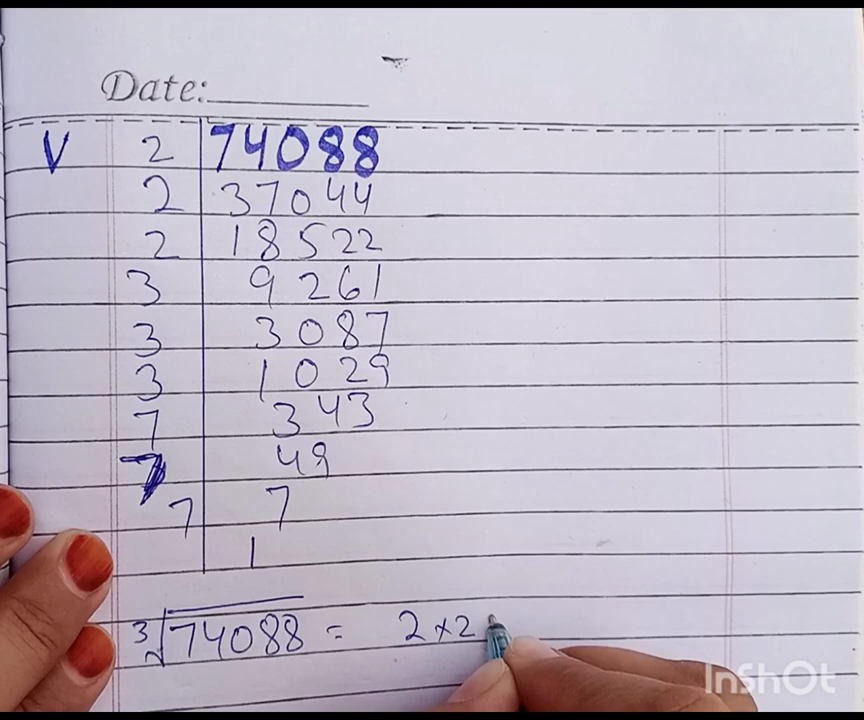 Date:
V 2 74088
2 37044
2 18522
3 9261
3 3087
3 1029
7 343
7 49
7 7
1
3√74088 = 2×2
InShOt